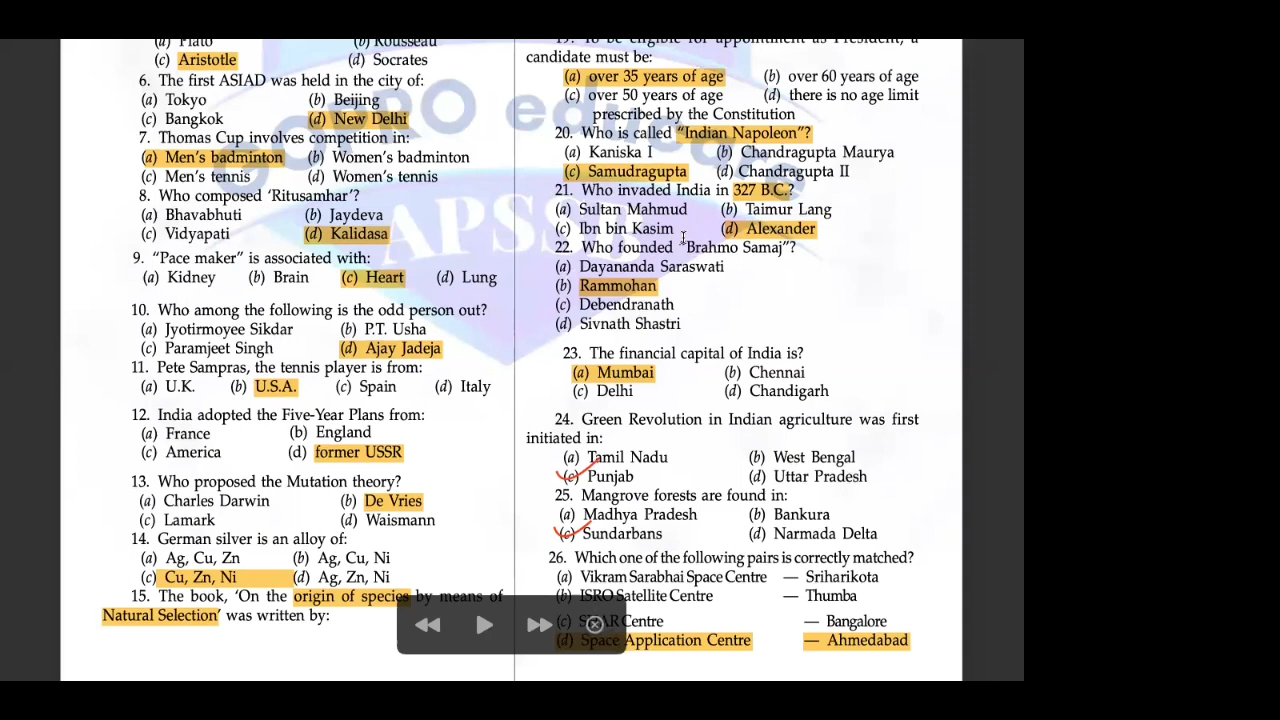 (a) Plato (b) Rousseau
(c) Aristotle (d) Socrates
6. The first ASIAD was held in the city of:
(a) Tokyo (b) Beijing
(c) Bangkok (d) New Delhi
7. Thomas Cup involves competition in:
(a) Men's badminton (b) Women's badminton
(c) Men's tennis (d) Women's tennis
8. Who composed 'Ritusamhar'?
(a) Bhavabhuti (b) Jaydeva
(c) Vidyapati (d) Kalidasa
9. "Pace maker" is associated with:
(a) Kidney (b) Brain (c) Heart (d) Lung
10. Who among the following is the odd person out?
(a) Jyotirmoyee Sikdar (b) P.T. Usha
(c) Paramjeet Singh (d) Ajay Jadeja
11. Pete Sampras, the tennis player is from:
(a) U.K. (b) U.S.A. (c) Spain (d) Italy
12. India adopted the Five-Year Plans from:
(a) France (b) England
(c) America (d) former USSR
13. Who proposed the Mutation theory?
(a) Charles Darwin (b) De Vries
(c) Lamark (d) Waismann
14. German silver is an alloy of:
(a) Ag, Cu, Zn (b) Ag, Cu, Ni
(c) Cu, Zn, Ni (d) Ag, Zn, Ni
15. The book, 'On the origin of species by means of
Natural Selection' was written by:
19. To be eligible for appointment as President, a
candidate must be:
(a) over 35 years of age (b) over 60 years of age
(c) over 50 years of age (d) there is no age limit
prescribed by the Constitution
20. Who is called "Indian Napoleon"?
(a) Kaniska I (b) Chandragupta Maurya
(c) Samudragupta (d) Chandragupta II
21. Who invaded India in 327 B.C.?
(a) Sultan Mahmud (b) Taimur Lang
(c) Ibn bin Kasim (d) Alexander
22. Who founded "Brahmo Samaj"?
(a) Dayananda Saraswati
(b) Rammohan
(c) Debendranath
(d) Sivnath Shastri
23. The financial capital of India is?
(a) Mumbai (b) Chennai
(c) Delhi (d) Chandigarh
24. Green Revolution in Indian agriculture was first
initiated in:
(a) Tamil Nadu (b) West Bengal
(c) Punjab (d) Uttar Pradesh
25. Mangrove forests are found in:
(a) Madhya Pradesh (b) Bankura
(c) Sundarbans (d) Narmada Delta
26. Which one of the following pairs is correctly matched?
(a) Vikram Sarabhai Space Centre — Sriharikota
(b) ISRO Satellite Centre — Thumba
(c) SHAR Centre — Bangalore
(d) Space Application Centre — Ahmedabad
educare
APSSB